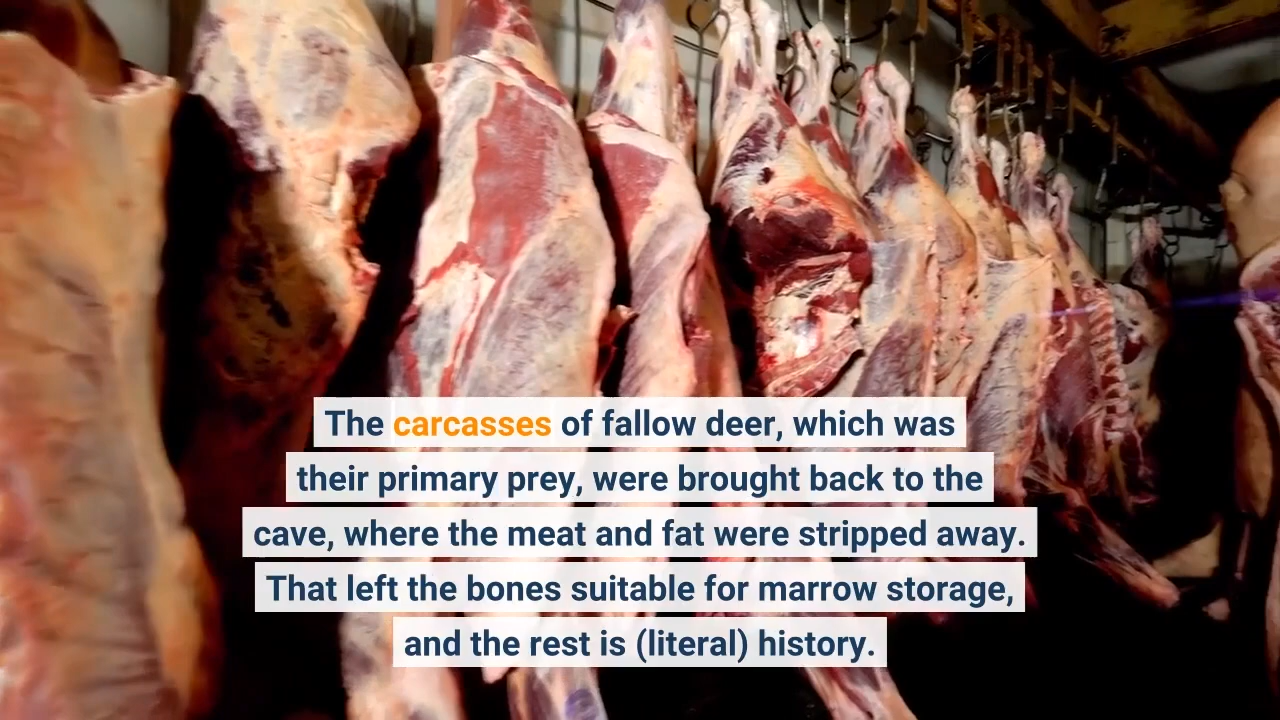 The carcasses of fallow deer, which was
their primary prey, were brought back to the
cave, where the meat and fat were stripped away.
That left the bones suitable for marrow storage,
and the rest is (literal) history.